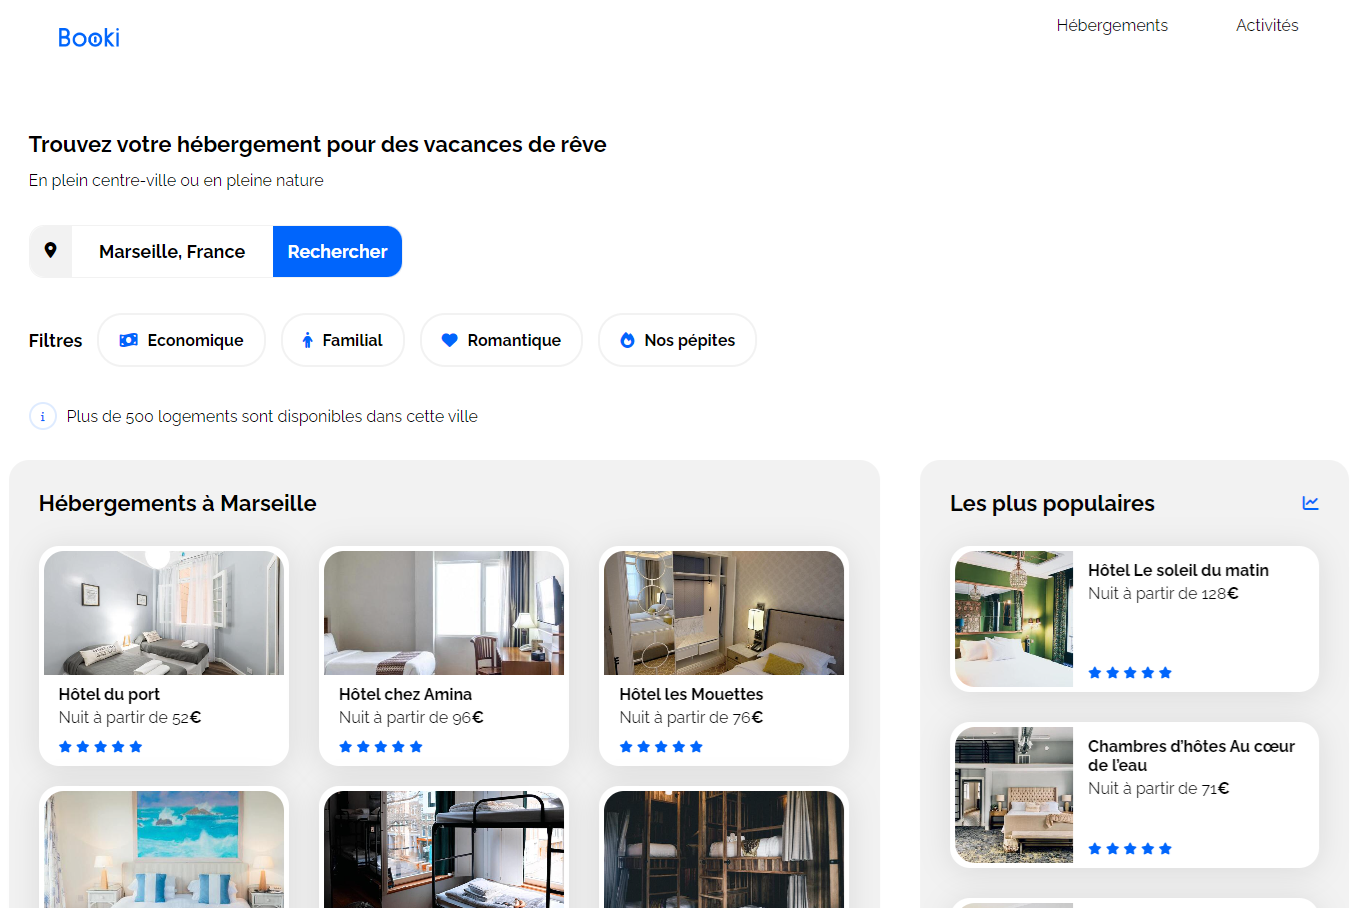 Booki
Hébergements
Activités
Trouvez votre hébergement pour des vacances de rêve
En plein centre-ville ou en pleine nature
Marseille, France
Rechercher
Filtres
Economique
Familial
Romantique
Nos pépites
i
Plus de 500 logements sont disponibles dans cette ville
Hébergements à Marseille
Hôtel du port
Nuit à partir de 52€
Hôtel chez Amina
Nuit à partir de 96€
Hôtel les Mouettes
Nuit à partir de 76€
Les plus populaires
Hôtel Le soleil du matin
Nuit à partir de 128€
Chambres d’hôtes Au cœur
de l’eau
Nuit à partir de 71€